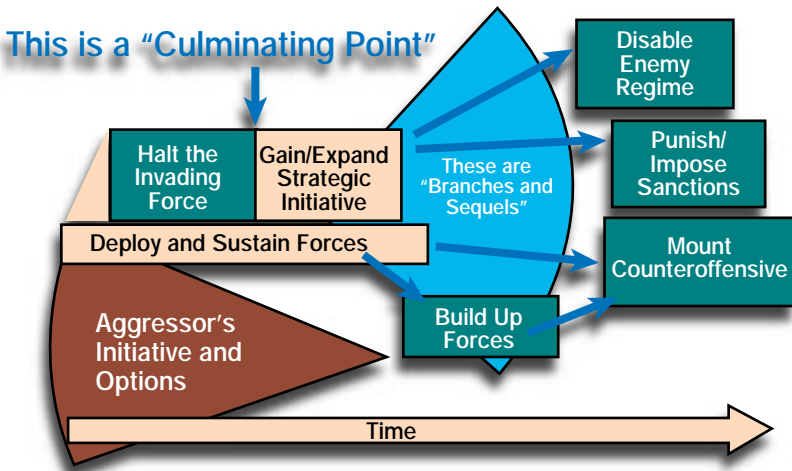 This is a “Culminating Point”
Disable
Enemy
Regime
Halt the
Invading
Force
Gain/Expand
Strategic
Initiative
These are
“Branches and
Sequels”
Punish/
Impose
Sanctions
Deploy and Sustain Forces
Mount
Counteroffensive
Aggressor’s
Initiative and
Options
Build Up
Forces
Time